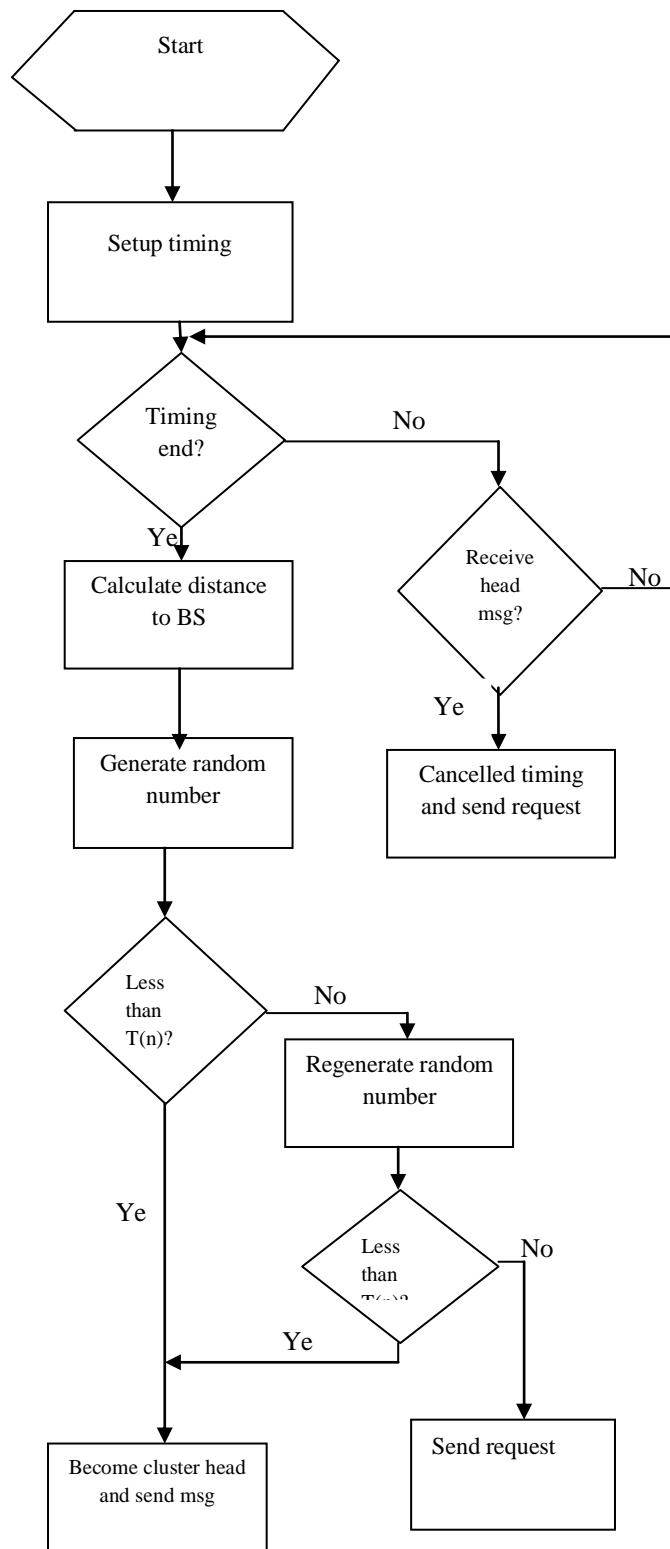 Start
Setup timing
Timing
end?
No
Ye
Receive
head
msg?
No
Calculate distance
to BS
Ye
Generate random
number
Cancelled timing
and send request
Less
than
T(n)?
No
Regenerate random
number
Ye
Less
than
T(n)?
No
Ye
Send request
Become cluster head
and send msg